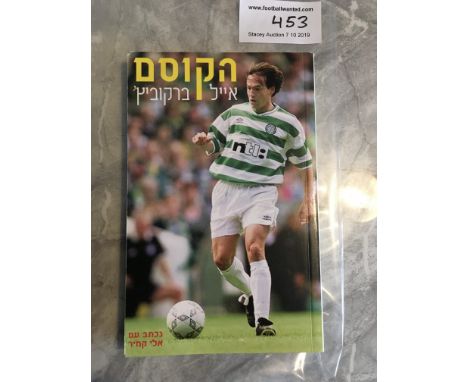 www.footballwanted.com
453
Stacey Auction 7 10 2019
הקוסם
אייל ברקוביץ'
ntl:
נכתב עם
אלי קמיר